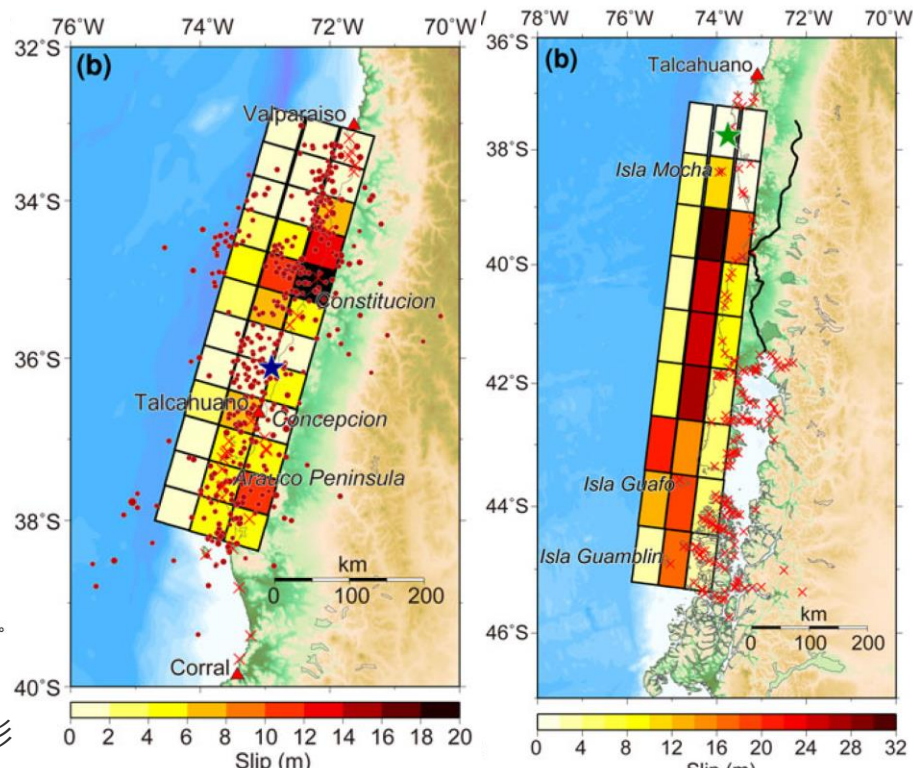 76°W 74°W 72°W 70°W
32°S
(b)
Valparaiso
34°S
Constitucion
36°S
Talcahuano
Concepcion
Arauco Peninsula
38°S
km
0 100 200
Corral
40°S
0 2 4 6 8 10 12 14 16 18 20
Slip (m)
78°W 76°W 74°W 72°W 70°W
36°S
(b)
Talcahuano
38°S
Isla Mocha
40°S
42°S
44°S
Isla Guafo
Isla Guamblin
km
0 100 200
46°S
0 4 8 12 16 20 24 28 32
Slip (m)